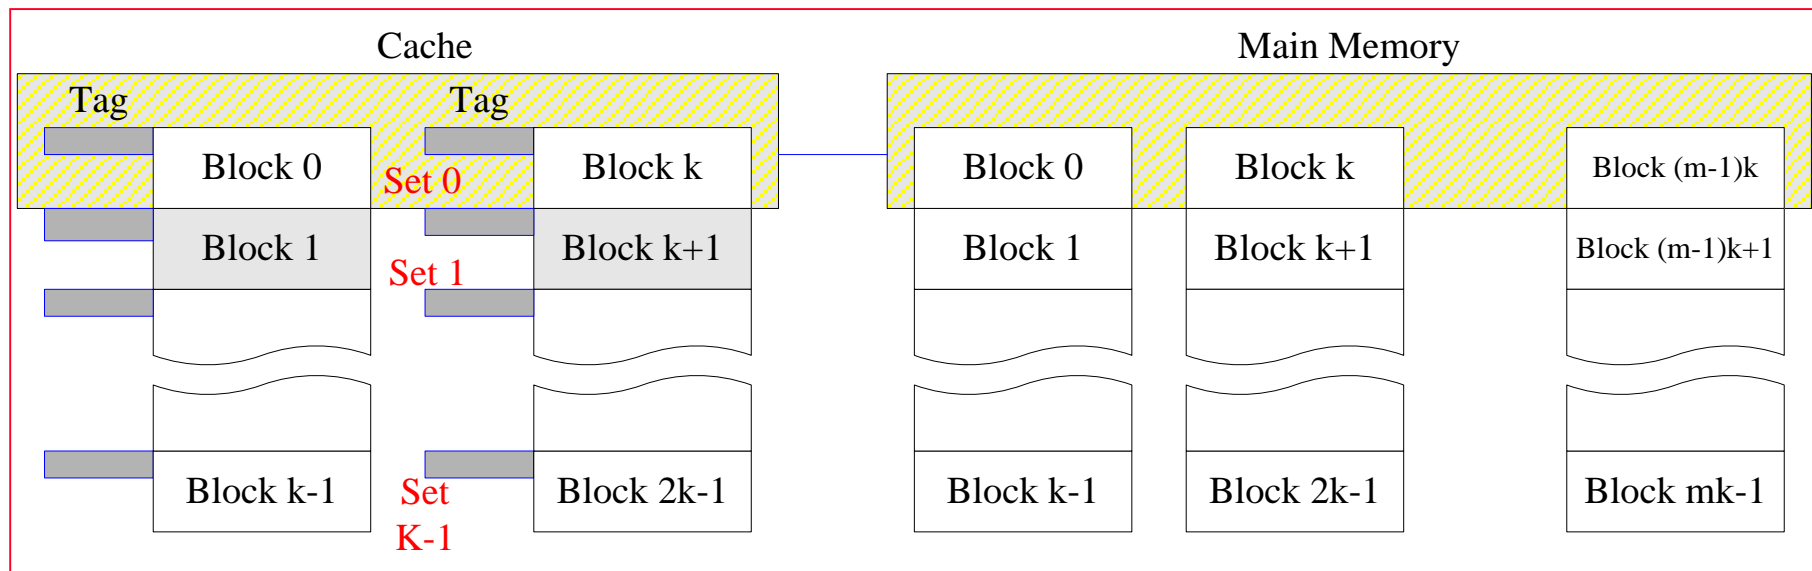 Cache
Main Memory
Tag
Tag
Block 0
Set 0
Block k
Block 0
Block k
Block (m-1)k
Block 1
Set 1
Block k+1
Block 1
Block k+1
Block (m-1)k+1
Block k-1
Set
K-1
Block 2k-1
Block k-1
Block 2k-1
Block mk-1